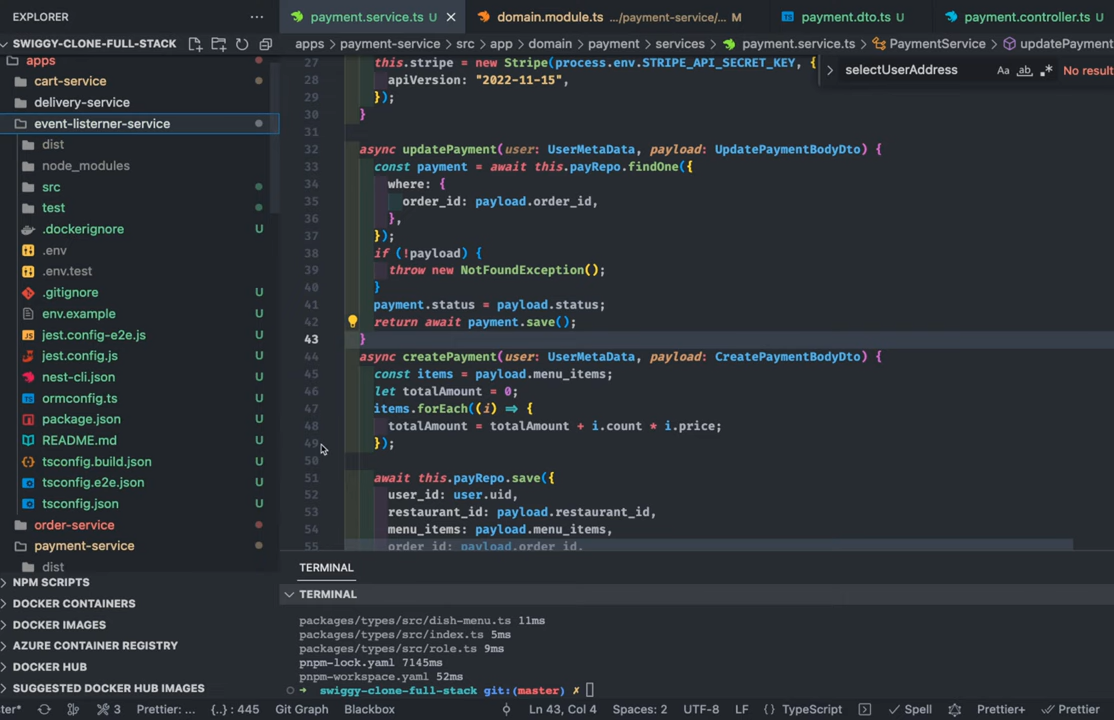 EXPLORER
SWIGGY-CLONE-FULL-STACK
apps
cart-service
delivery-service
event-listerner-service
dist
node_modules
src
test
.dockerignore U
.env
.env.test
.gitignore U
env.example U
jest.config-e2e.js U
jest.config.js U
nest-cli.json U
ormconfig.ts U
package.json U
README.md U
tsconfig.build.json U
tsconfig.e2e.json U
tsconfig.json U
order-service
payment-service
dist
NPM SCRIPTS
DOCKER CONTAINERS
DOCKER IMAGES
AZURE CONTAINER REGISTRY
DOCKER HUB
SUGGESTED DOCKER HUB IMAGES
payment.service.ts U domain.module.ts .../payment-service/... M payment.dto.ts U payment.controller.ts U
apps > payment-service > src > app > domain > payment > services > payment.service.ts > PaymentService > updatePayment
selectUserAddress Aa ab .* No result
27 this.stripe = new Stripe(process.env.STRIPE_API_SECRET_KEY, {
28 apiVersion: "2022-11-15",
29 });
30 }
31
32 async updatePayment(user: UserMetaData, payload: UpdatePaymentBodyDto) {
33 const payment = await this.payRepo.findOne({
34 where: {
35 order_id: payload.order_id,
36 },
37 });
38 if (!payload) {
39 throw new NotFoundException();
40 }
41 payment.status = payload.status;
42 return await payment.save();
43 }
44 async createPayment(user: UserMetaData, payload: CreatePaymentBodyDto) {
45 const items = payload.menu_items;
46 let totalAmount = 0;
47 items.forEach((i) => {
48 totalAmount = totalAmount + i.count * i.price;
49 });
50
51 await this.payRepo.save({
52 user_id: user.uid,
53 restaurant_id: payload.restaurant_id,
54 menu_items: payload.menu_items,
55 order_id: payload.order_id,
TERMINAL
TERMINAL
packages/types/src/dish-menu.ts 11ms
packages/types/src/index.ts 5ms
packages/types/src/role.ts 9ms
pnpm-lock.yaml 7145ms
pnpm-workspace.yaml 52ms
➜ swiggy-clone-full-stack git:(master) ✗
ter* 3 Prettier: ... {..} : 445 Git Graph Blackbox Ln 43, Col 4 Spaces: 2 UTF-8 LF {} TypeScript Spell Prettier+ Prettier